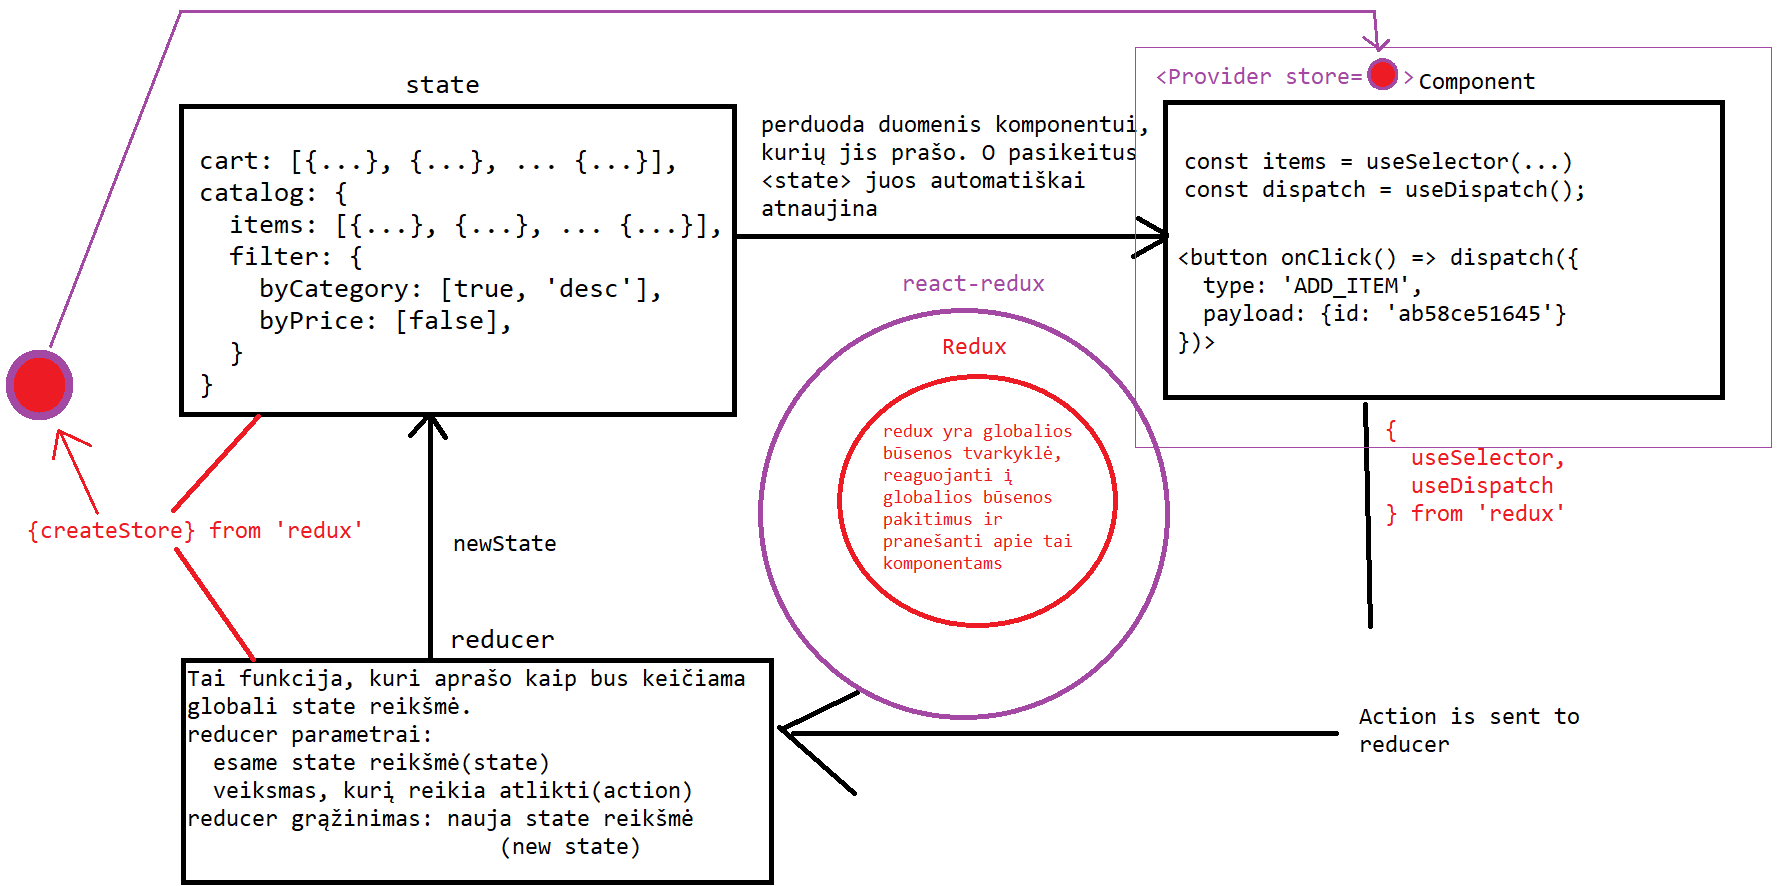 state
cart: [{...}, {...}, ... {...}],
catalog: {
items: [{...}, {...}, ... {...}],
filter: {
byCategory: [true, 'desc'],
byPrice: [false],
}
}
perduoda duomenis komponentui,
kurių jis prašo. O pasikeitus
<state> juos automatiškai
atnaujina
<Provider store= >
Component
const items = useSelector(...)
const dispatch = useDispatch();
<button onClick() => dispatch({
type: 'ADD_ITEM',
payload: {id: 'ab58ce51645'}
})>
react-redux
Redux
redux yra globalios
būsenos tvarkyklė,
reaguojanti į
globalios būsenos
pakitimus ir
pranešanti apie tai
komponentams
{
useSelector,
useDispatch
} from 'redux'
{createStore} from 'redux'
newState
reducer
Tai funkcija, kuri aprašo kaip bus keičiama
globali state reikšmė.
reducer parametrai:
esame state reikšmė(state)
veiksmas, kurį reikia atlikti(action)
reducer grąžinimas: nauja state reikšmė
(new state)
Action is sent to
reducer